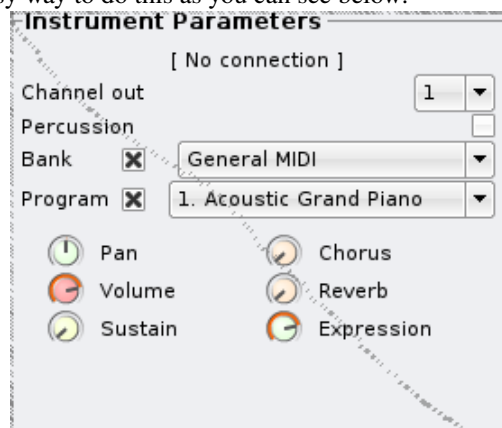 by way to do this as you can see below:
Instrument Parameters
[ No connection ]
Channel out 1
Percussion
Bank General MIDI
Program 1. Acoustic Grand Piano
Pan Chorus
Volume Reverb
Sustain Expression